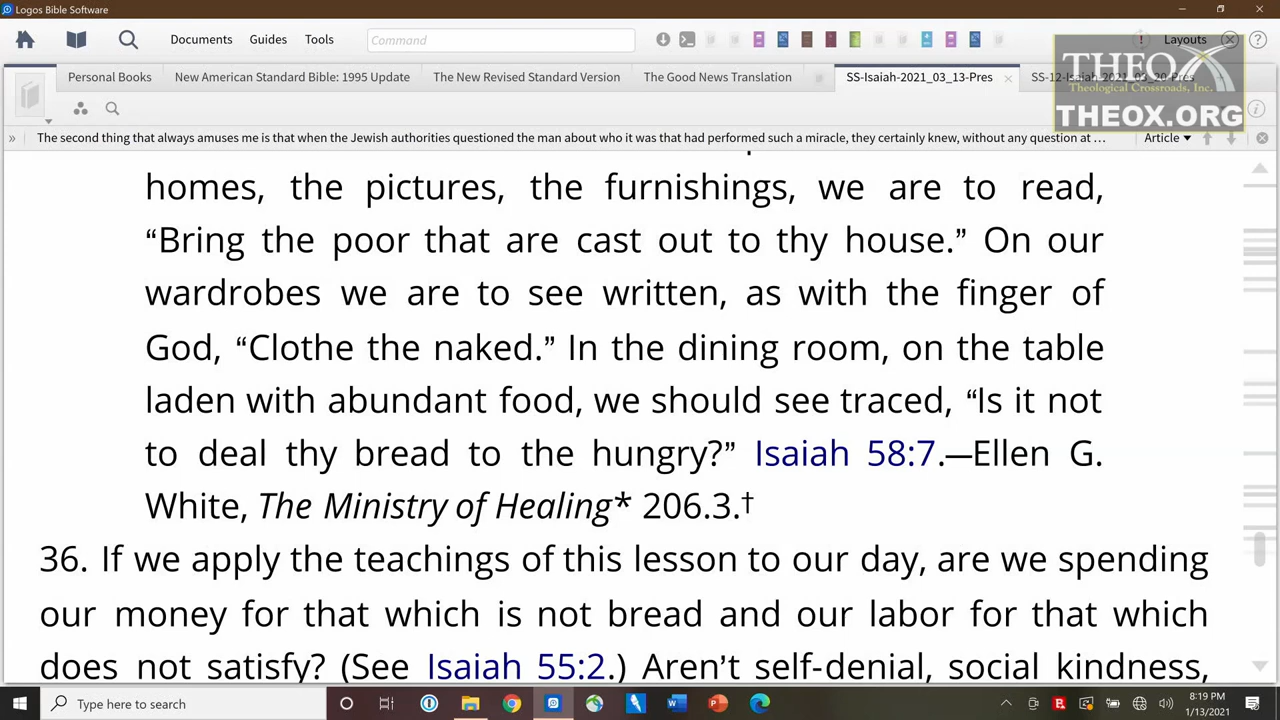 Logos Bible Software
Documents Guides Tools Command Layouts
THEOX
Theological Crossroads, Inc.
THEOX.ORG
Personal Books New American Standard Bible: 1995 Upda The New Revised Standard Version The Good News Translation SS-Isaiah-2021_03_13-Pres SS-12-Isaiah-2021_03_20-Pres
The second thing that always amuses me is that when the Jewish authorities questioned the man about who it was that had performed such a miracle, they certainly knew, without any question at … Article
homes, the pictures, the furnishings, we are to read,
“Bring the poor that are cast out to thy house.” On our
wardrobes we are to see written, as with the finger of
God, “Clothe the naked.” In the dining room, on the table
laden with abundant food, we should see traced, “Is it not
to deal thy bread to the hungry?” Isaiah 58:7.—Ellen G.
White, The Ministry of Healing* 206.3.†
36. If we apply the teachings of this lesson to our day, are we spending
our money for that which is not bread and our labor for that which
does not satisfy? (See Isaiah 55:2.) Aren’t self-denial, social kindness,
Type here to search
8:19 PM
1/13/2021